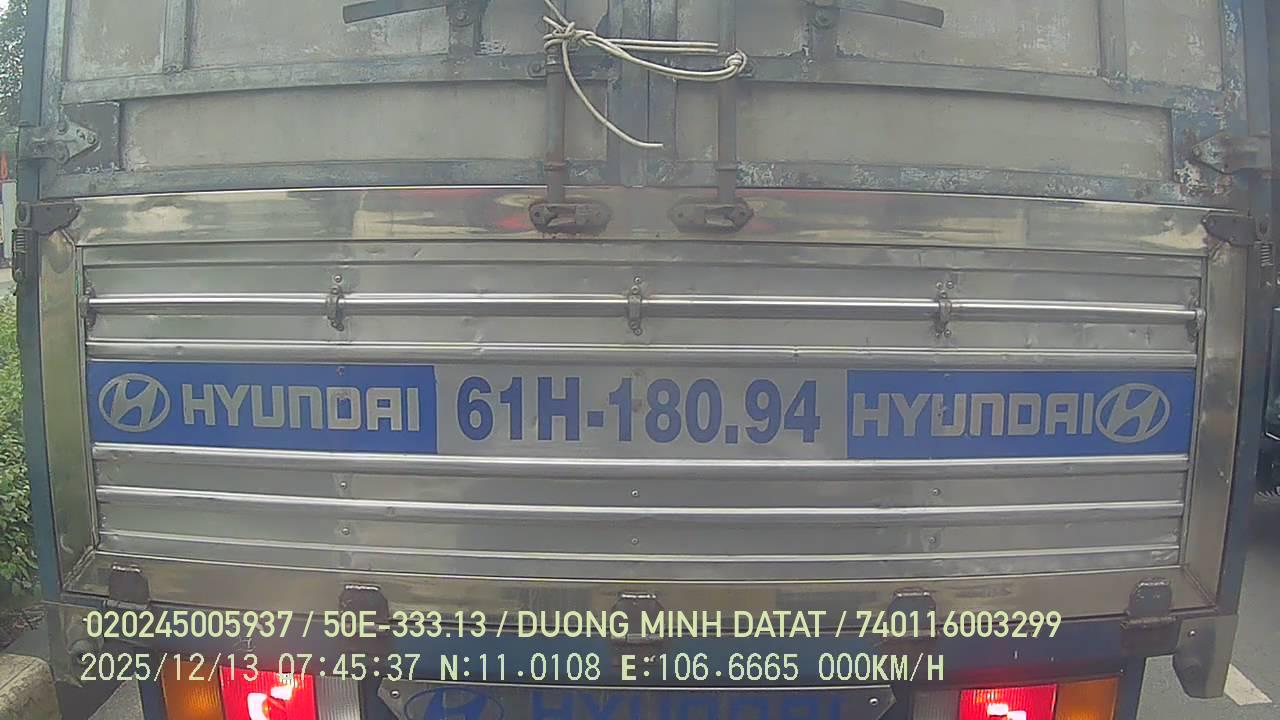 HYUNDAI 61H-180.94 HYUNDAI
020245005937 / 50E-333.13 / DUONG MINH DATAT / 740116003299
2025/12/13 07:45:37 N:11.0108 E:106.6665 000KM/H
HYUNDAI